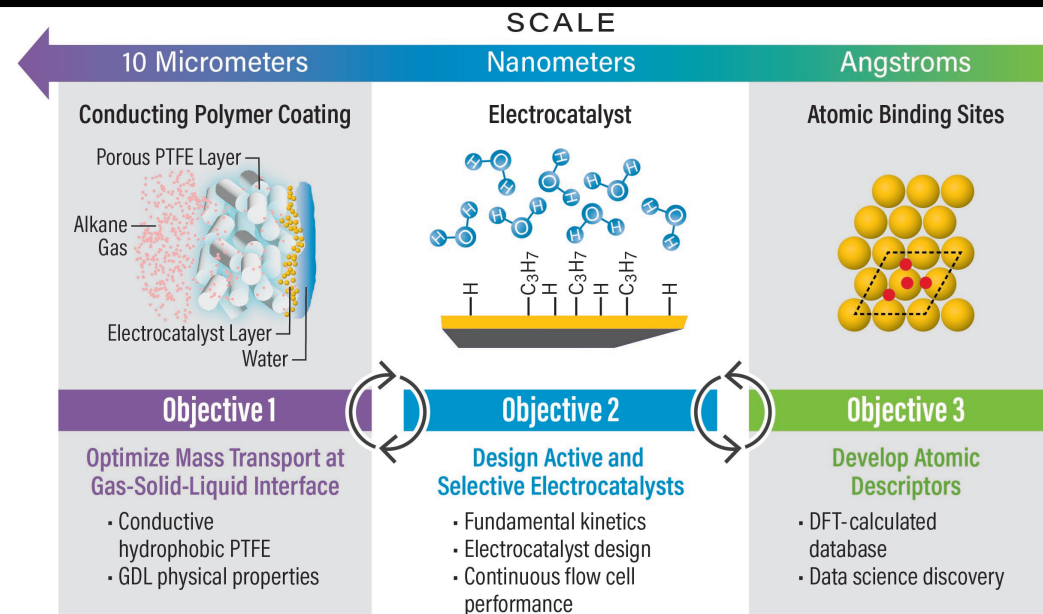 SCALE
10 Micrometers
Nanometers
Angstroms
Conducting Polymer Coating
Porous PTFE Layer
Alkane
Gas
Electrocatalyst Layer
Water
Electrocatalyst
H
O
H
H
O
H
O
H
H
H
O
H
H
O
H
O
H
H
H
O
H
H
C₃H₇
H
C₃H₇
H
C₃H₇
H
Atomic Binding Sites
Objective 1
Optimize Mass Transport at
Gas-Solid-Liquid Interface
· Conductive
hydrophobic PTFE
· GDL physical properties
Objective 2
Design Active and
Selective Electrocatalysts
· Fundamental kinetics
· Electrocatalyst design
· Continuous flow cell
performance
Objective 3
Develop Atomic
Descriptors
· DFT-calculated
database
· Data science discovery